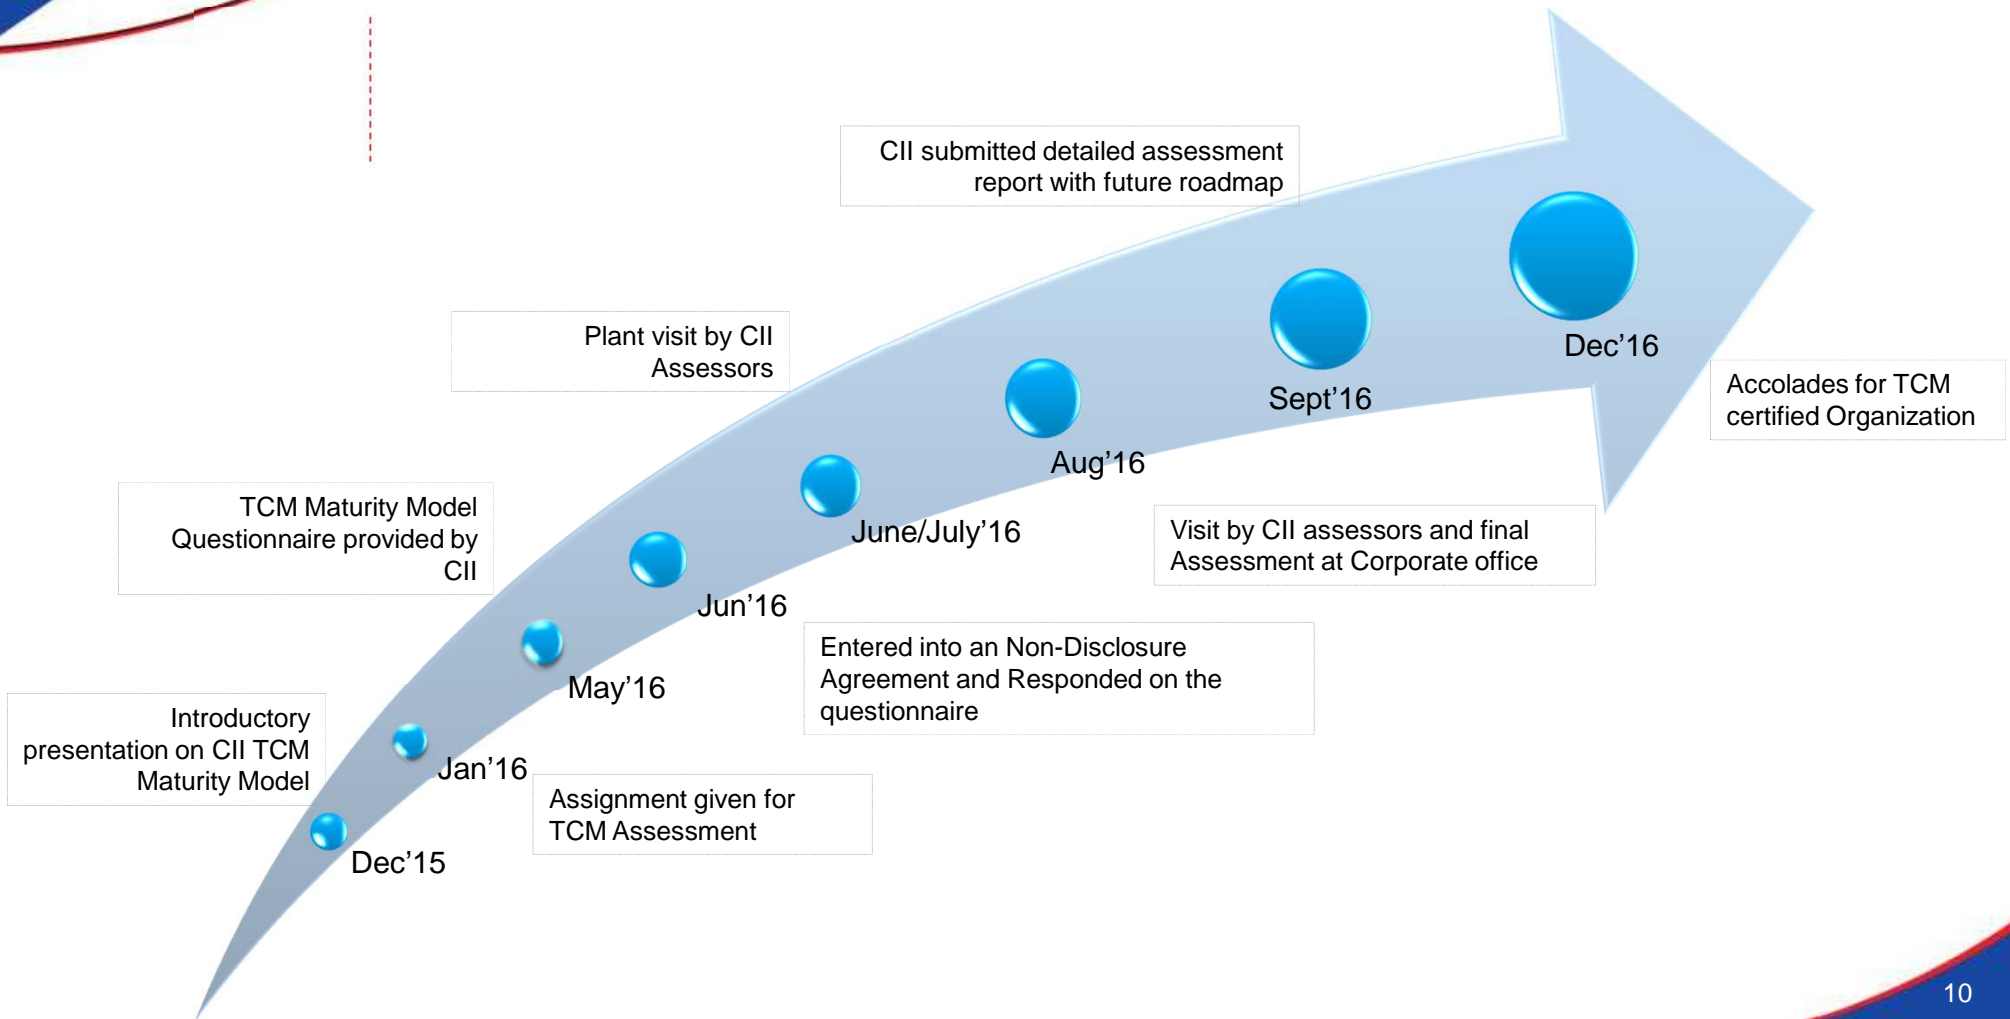 CII submitted detailed assessment
report with future roadmap
Plant visit by CII
Assessors
Dec’16
Accolades for TCM
certified Organization
Sept’16
Aug’16
TCM Maturity Model
Questionnaire provided by
CII
June/July’16
Visit by CII assessors and final
Assessment at Corporate office
Jun’16
Entered into an Non-Disclosure
Agreement and Responded on the
questionnaire
May’16
Introductory
presentation on CII TCM
Maturity Model
Jan’16
Assignment given for
TCM Assessment
Dec’15
10